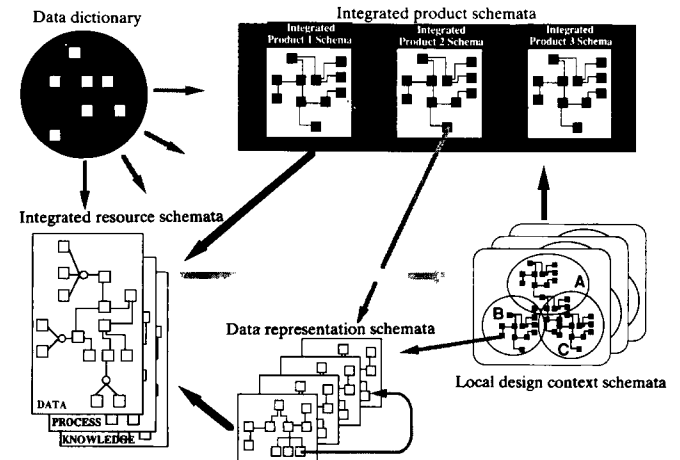 Data dictionary
Integrated product schemata
Integrated
Product 1 Schema
Integrated
Product 2 Schema
Integrated
Product 3 Schema
Integrated resource schemata
A
B
C
Data representation schemata
Local design context schemata
DATA
PROCESS
KNOWLEDGE